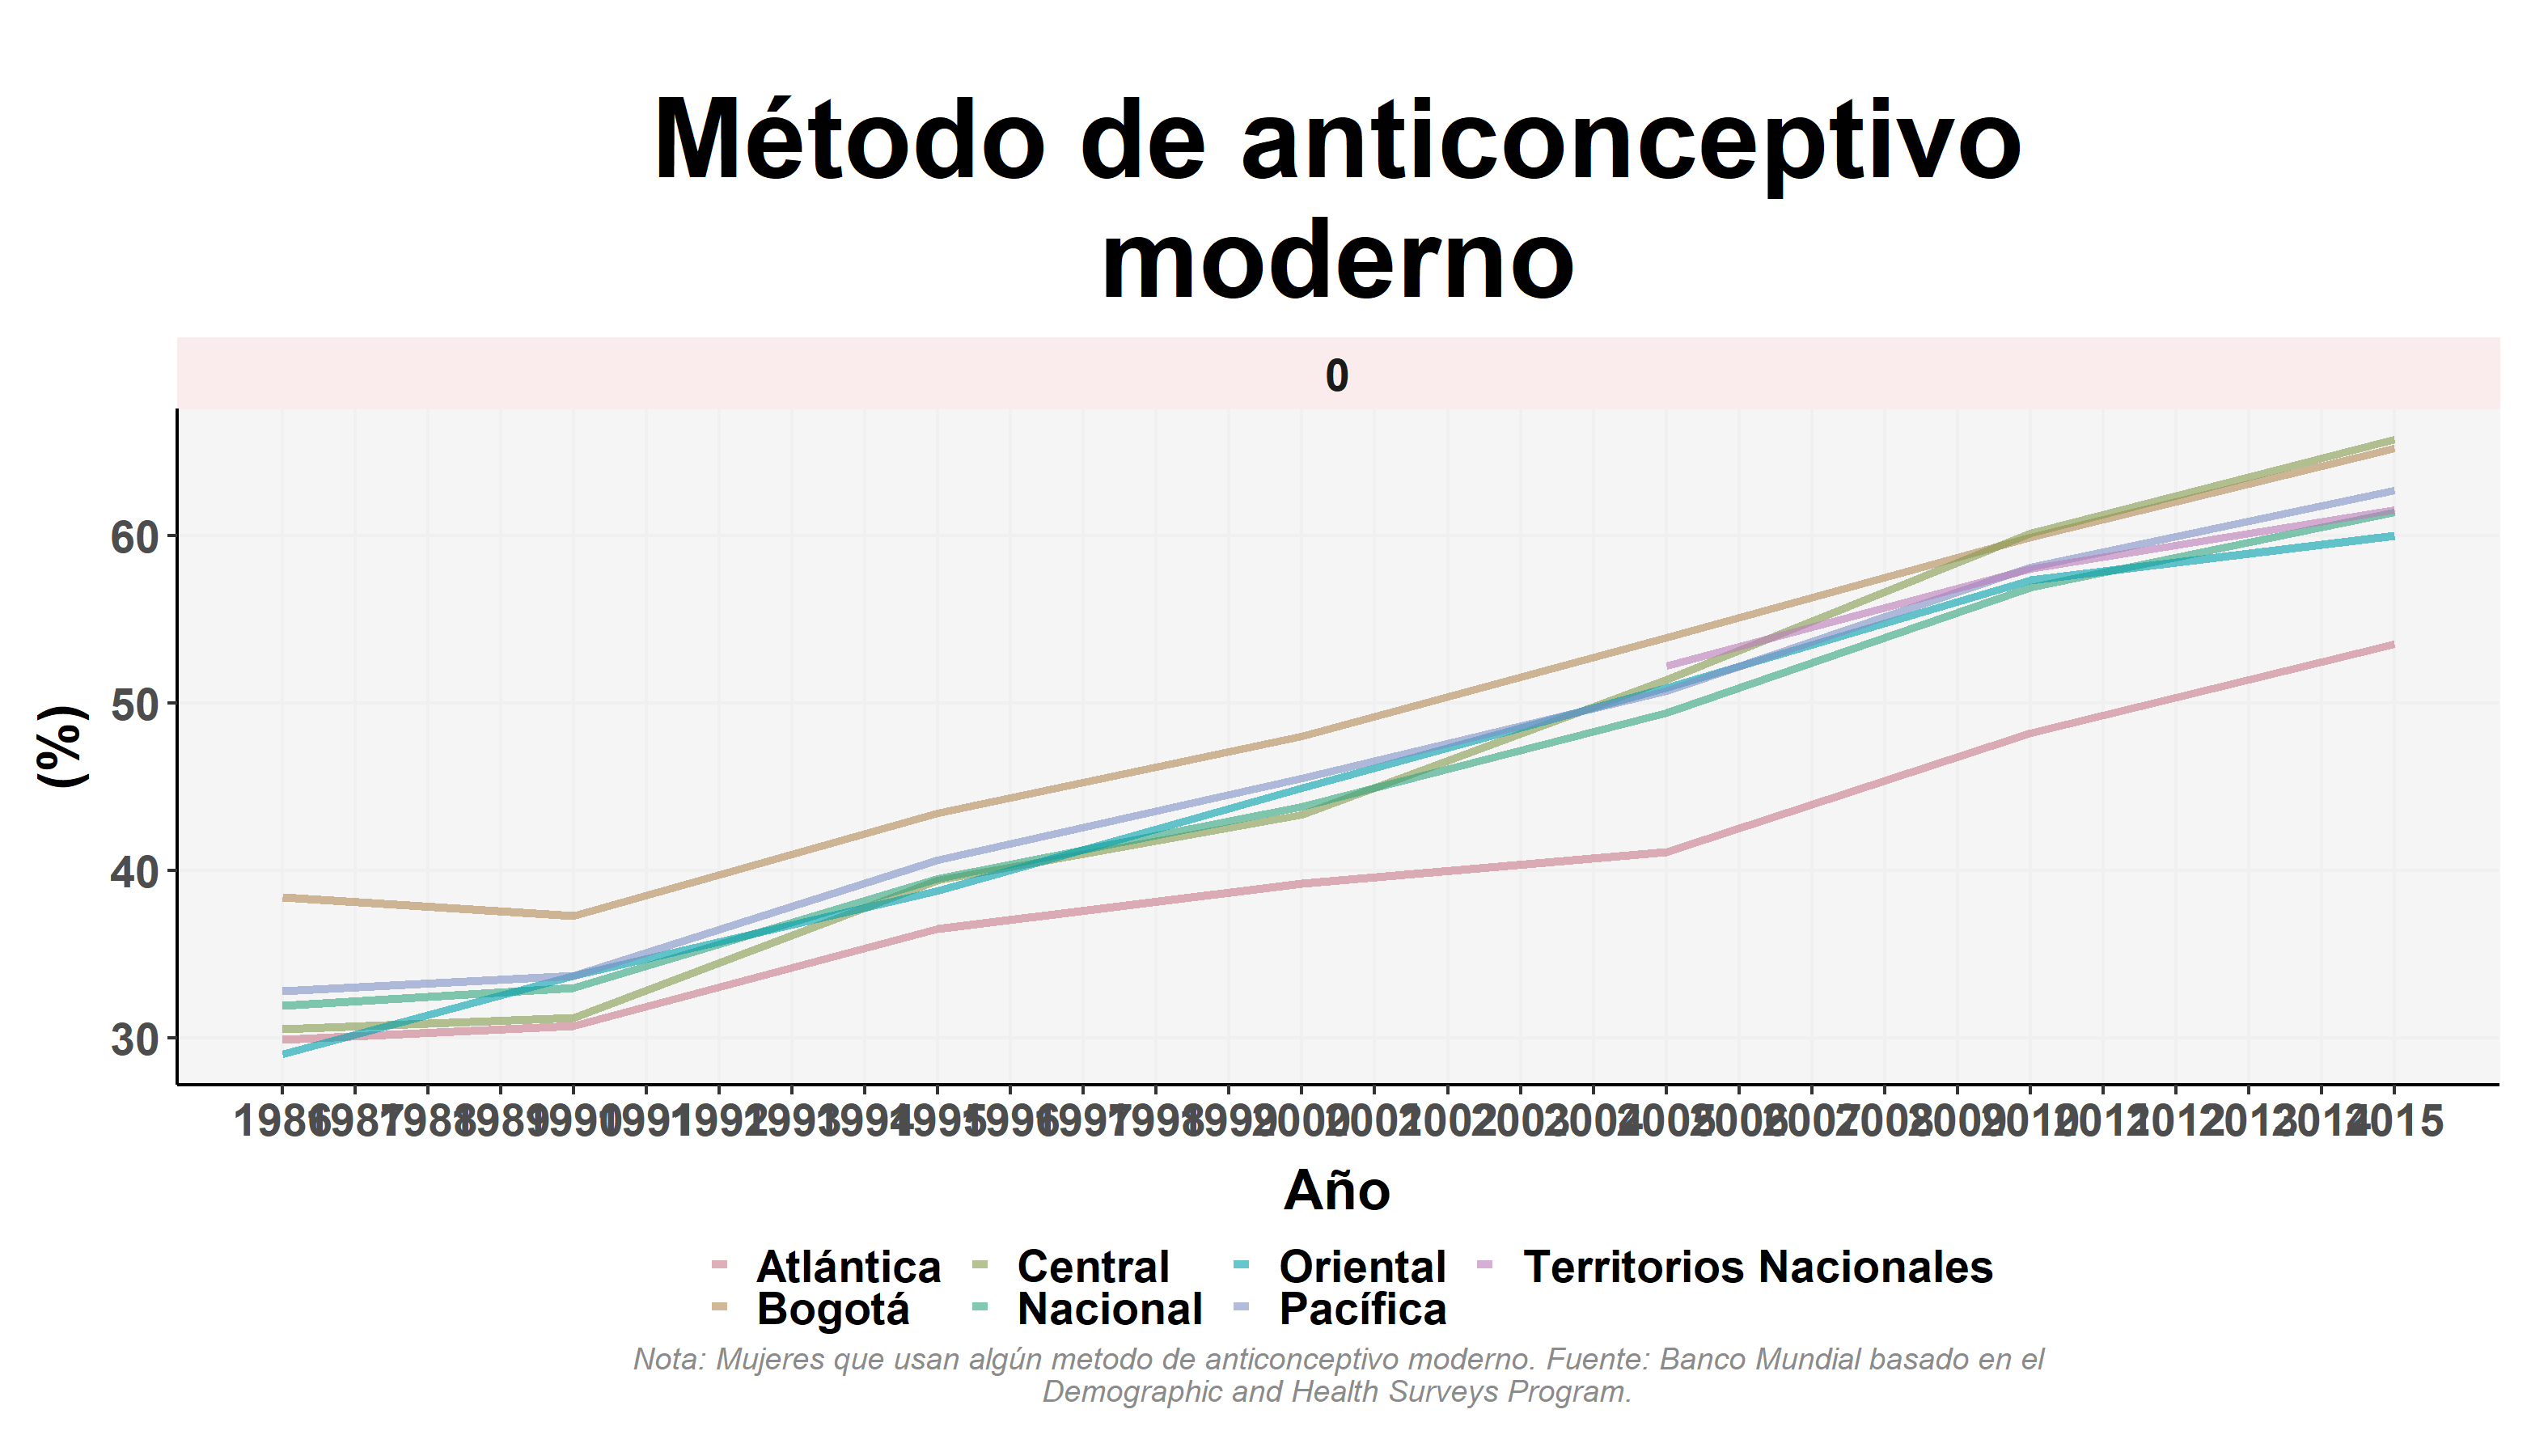 Método de anticonceptivo
moderno
0
60
50
40
30
(%)
1986 1987 1988 1989 1990 1991 1992 1993 1994 1995 1996 1997 1998 1999 2000 2001 2002 2003 2004 2005 2006 2007 2008 2009 2010 2011 2012 2013 2014 2015
Año
Atlántica Central Oriental Territorios Nacionales
Bogotá Nacional Pacífica
Nota: Mujeres que usan algún metodo de anticonceptivo moderno. Fuente: Banco Mundial basado en el
Demographic and Health Surveys Program.